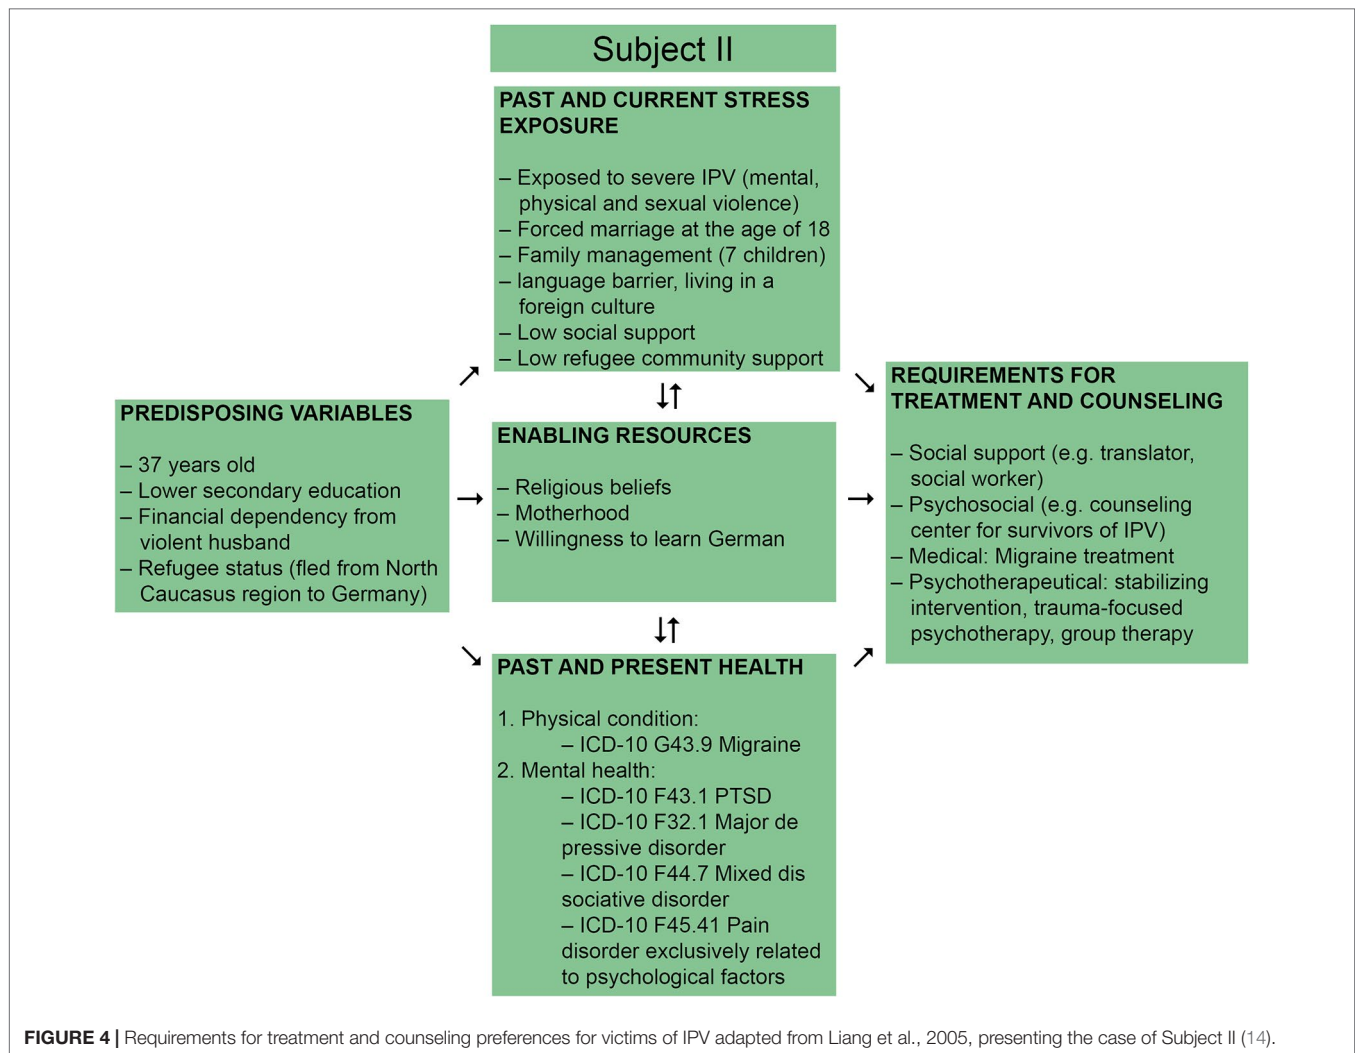 Subject II
PAST AND CURRENT STRESS
EXPOSURE
– Exposed to severe IPV (mental,
physical and sexual violence)
– Forced marriage at the age of 18
– Family management (7 children)
– language barrier, living in a
foreign culture
– Low social support
– Low refugee community support
PREDISPOSING VARIABLES
– 37 years old
– Lower secondary education
– Financial dependency from
violent husband
– Refugee status (fled from North
Caucasus region to Germany)
ENABLING RESOURCES
– Religious beliefs
– Motherhood
– Willingness to learn German
PAST AND PRESENT HEALTH
1. Physical condition:
– ICD-10 G43.9 Migraine
2. Mental health:
– ICD-10 F43.1 PTSD
– ICD-10 F32.1 Major de
pressive disorder
– ICD-10 F44.7 Mixed dis
sociative disorder
– ICD-10 F45.41 Pain
disorder exclusively related
to psychological factors
REQUIREMENTS FOR
TREATMENT AND COUNSELING
– Social support (e.g. translator,
social worker)
– Psychosocial (e.g. counseling
center for survivors of IPV)
– Medical: Migraine treatment
– Psychotherapeutical: stabilizing
intervention, trauma-focused
psychotherapy, group therapy
FIGURE 4 | Requirements for treatment and counseling preferences for victims of IPV adapted from Liang et al., 2005, presenting the case of Subject II (14).